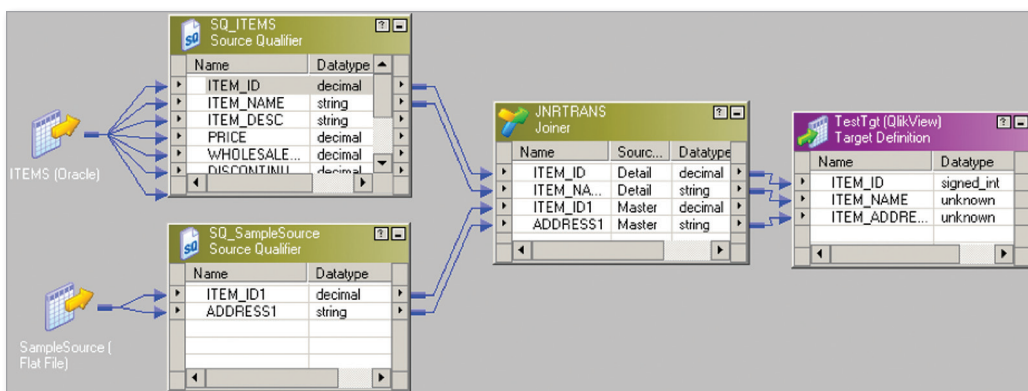 SQ_ITEMS
Source Qualifier
Name Datatype
ITEM_ID decimal
ITEM_NAME string
ITEM_DESC string
PRICE decimal
WHOLESALE... decimal
DISCONTINU decimal
ITEMS (Oracle)
SQ_SampleSource
Source Qualifier
Name Datatype
ITEM_ID1 decimal
ADDRESS1 string
SampleSource (
Flat File)
JNRTRANS
Joiner
Name Sourc... Datatype
ITEM_ID Detail decimal
ITEM_NA... Detail string
ITEM_ID1 Master decimal
ADDRESS1 Master string
TestTgt (QlikView)
Target Definition
Name Datatype
ITEM_ID signed_int
ITEM_NAME unknown
ITEM_ADDRE... unknown